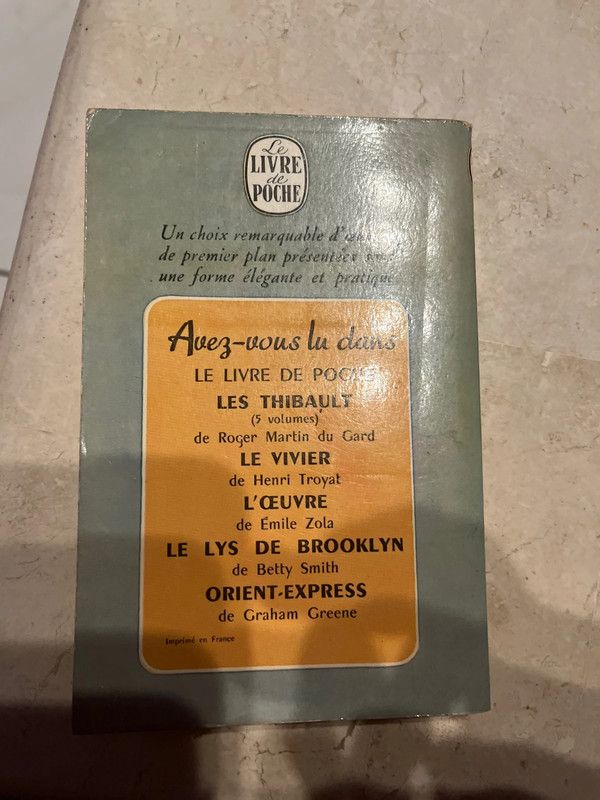 Le
LIVRE
de
POCHE
Un choix remarquable
de premier plan présentées
une forme élégante et pratique
Avez-vous lu dans
LE LIVRE DE POCHE
LES THIBAULT
(5 volumes)
de Roger Martin du Gard
LE VIVIER
de Henri Troyat
L'ŒUVRE
de Émile Zola
LE LYS DE BROOKLYN
de Betty Smith
ORIENT-EXPRESS
de Graham Greene
Imprimé en France